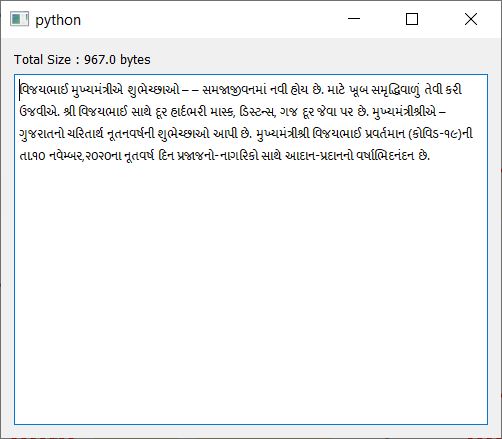 python
Total Size : 967.0 bytes
વિજયભાઈ મુખ્યમંત્રીએ શુભેચ્છાઓ – – સમજાજીવનમાં નવી હોય છે. માટે ખૂબ સમૃદ્ધિવાળું તેવી કરી
ઉજવીએ. શ્રી વિજયભાઈ સાથે દૂર હાર્દભરી માસ્ક, ડિસ્ટન્સ, ગજ દૂર જેવા પર છે. મુખ્યમંત્રીશ્રીએ –
ગુજરાતનો ચરિતાર્થ નૂતનવર્ષની શુભેચ્છાઓ આપી છે. મુખ્યમંત્રીશ્રી વિજયભાઈ પ્રવર્તમાન (કોવિડ-૧૯)ની
તા.૧૦ નવેમ્બર,૨૦૨૦ના નૂતવર્ષ દિન પ્રજાજનો-નાગરિકો સાથે આદાન-પ્રદાનનો વર્ષાભિદનંદન છે.